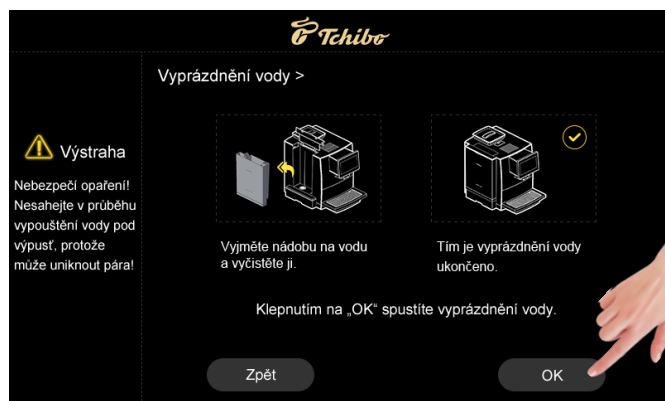 Tchibo
Vyprázdnění vody >
Výstraha
Nebezpečí opaření!
Nesahejte v průběhu
vypouštění vody pod
výpusť, protože
může uniknout pára!
Vyjměte nádobu na vodu
a vyčistěte ji.
Tím je vyprázdnění vody
ukončeno.
Klepnutím na „OK“ spustíte vyprázdnění vody.
Zpět
OK